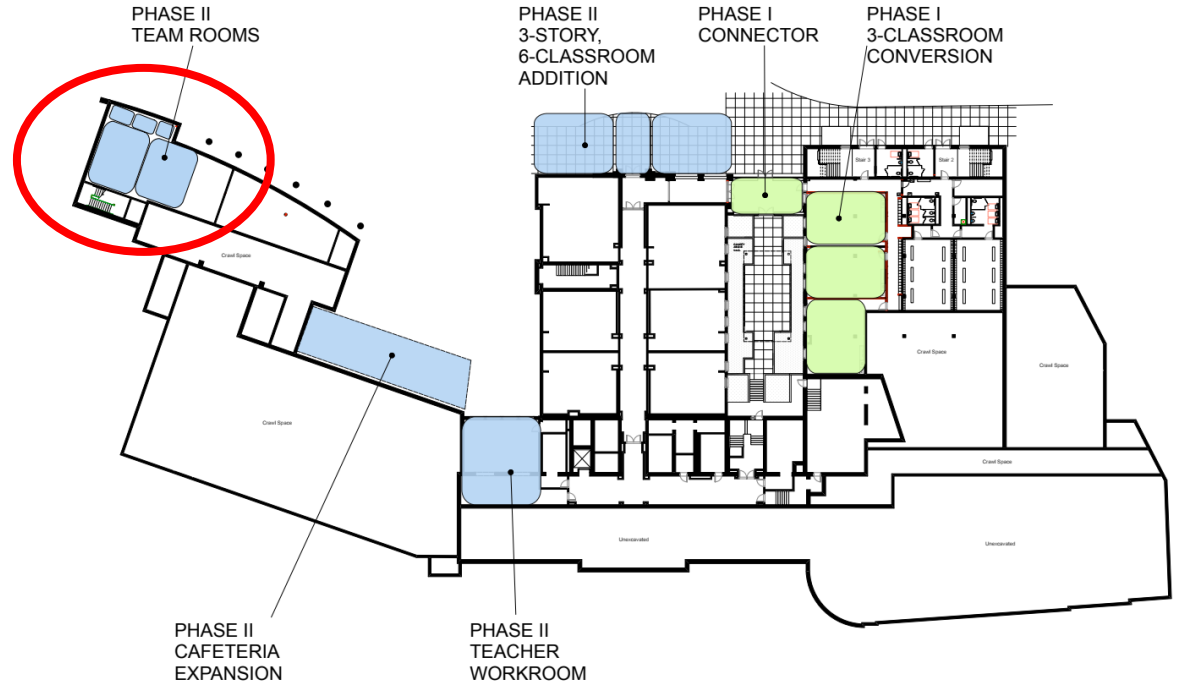 PHASE II
TEAM ROOMS
PHASE II
3-STORY,
6-CLASSROOM
ADDITION
PHASE I
CONNECTOR
PHASE I
3-CLASSROOM
CONVERSION
Stair 3
Stair 2
Crawl Space
Crawl Space
Crawl Space
Crawl Space
Crawl Space
Unexcavated
Unexcavated
PHASE II
CAFETERIA
EXPANSION
PHASE II
TEACHER
WORKROOM